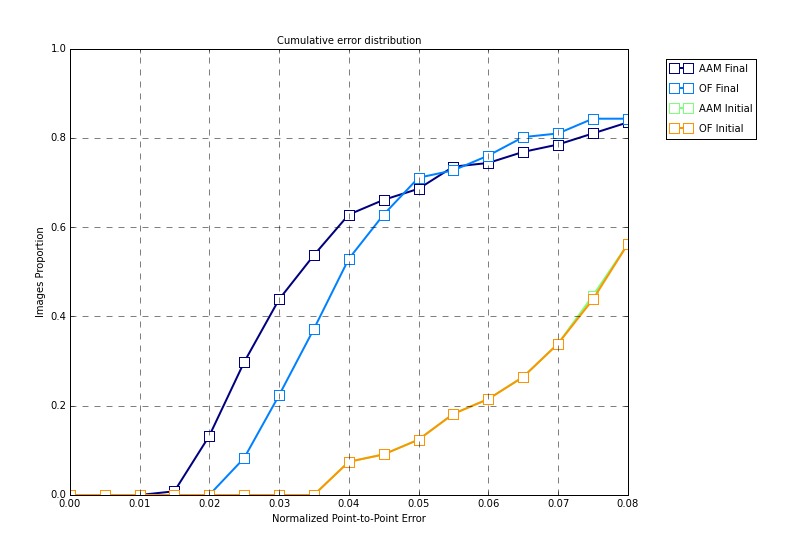 Cumulative error distribution
1.0
0.8
0.6
0.4
0.2
0.0
Images Proportion
0.00 0.01 0.02 0.03 0.04 0.05 0.06 0.07 0.08
Normalized Point-to-Point Error
AAM Final
OF Final
AAM Initial
OF Initial